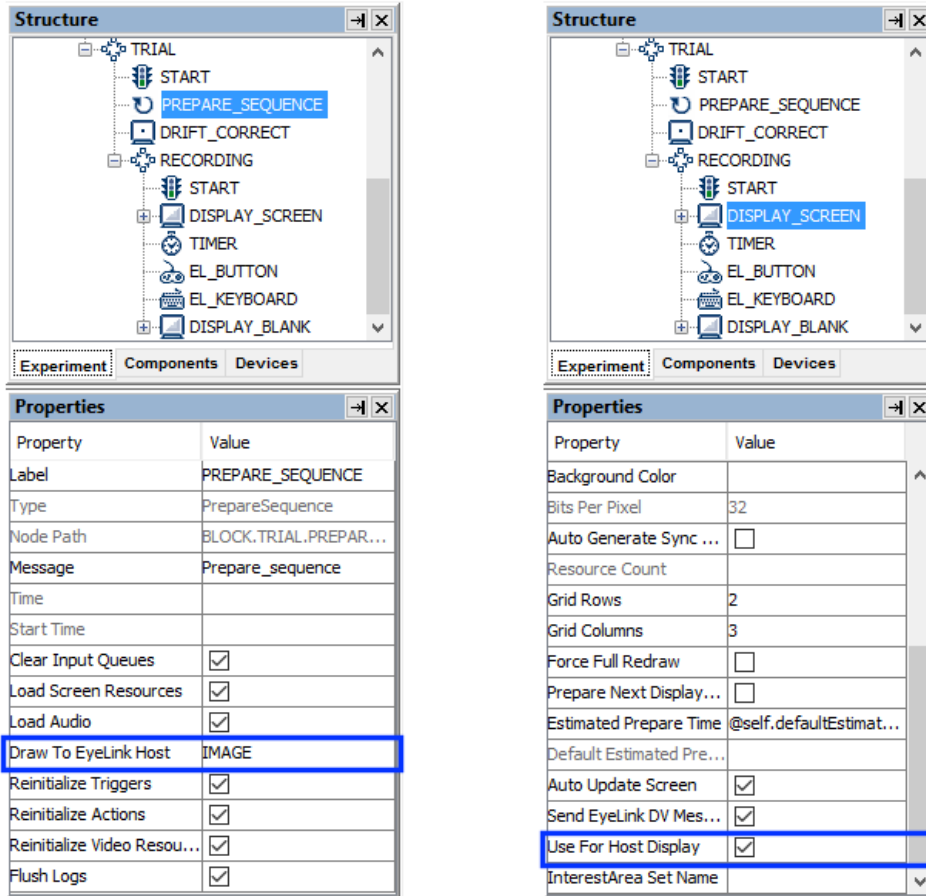 Structure
TRIAL
START
PREPARE_SEQUENCE
DRIFT_CORRECT
RECORDING
START
DISPLAY_SCREEN
TIMER
EL_BUTTON
EL_KEYBOARD
DISPLAY_BLANK
Experiment Components Devices
Properties
Property Value
Label PREPARE_SEQUENCE
Type PrepareSequence
Node Path BLOCK.TRIAL.PREPAR...
Message Prepare_sequence
Time
Start Time
Clear Input Queues
Load Screen Resources
Load Audio
Draw To EyeLink Host IMAGE
Reinitialize Triggers
Reinitialize Actions
Reinitialize Video Resou...
Flush Logs
Structure
TRIAL
START
PREPARE_SEQUENCE
DRIFT_CORRECT
RECORDING
START
DISPLAY_SCREEN
TIMER
EL_BUTTON
EL_KEYBOARD
DISPLAY_BLANK
Experiment Components Devices
Properties
Property Value
Background Color
Bits Per Pixel 32
Auto Generate Sync ...
Resource Count
Grid Rows 2
Grid Columns 3
Force Full Redraw
Prepare Next Display...
Estimated Prepare Time @self.defaultEstimat...
Default Estimated Pre...
Auto Update Screen
Send EyeLink DV Mes...
Use For Host Display
InterestArea Set Name